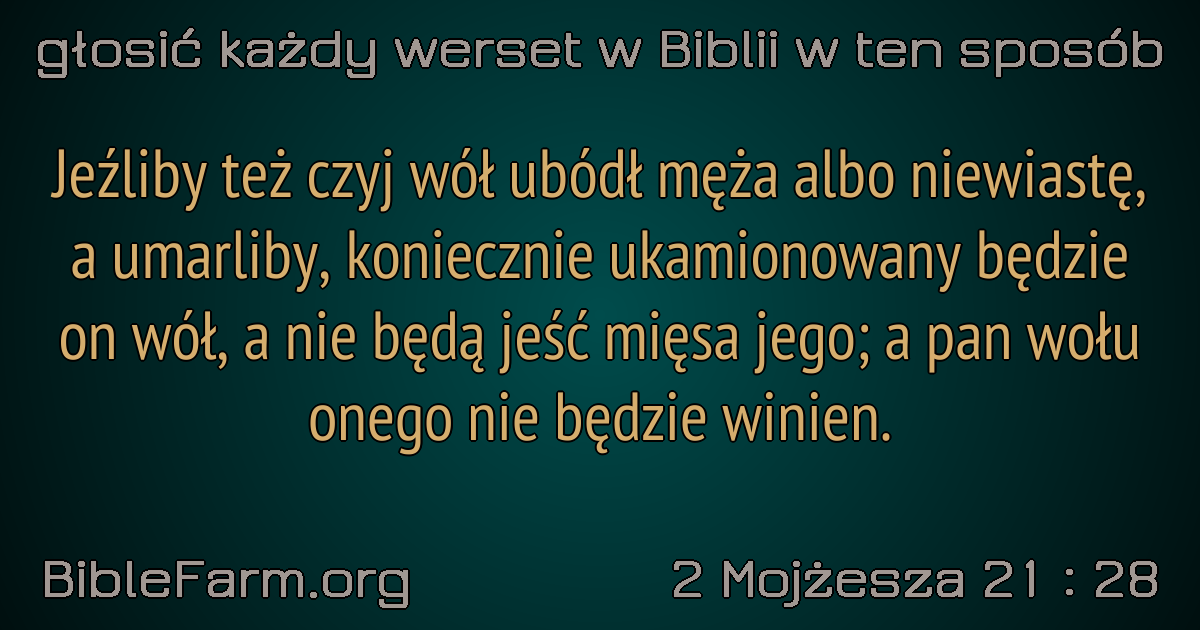 głosić każdy werset w Biblii w ten sposób
Jeźliby też czyj wół ubódł męża albo niewiastę,
a umarliby, koniecznie ukamionowany będzie
on wół, a nie będą jeść mięsa jego; a pan wołu
onego nie będzie winien.
BibleFarm.org
2 Mojżesza 21 : 28